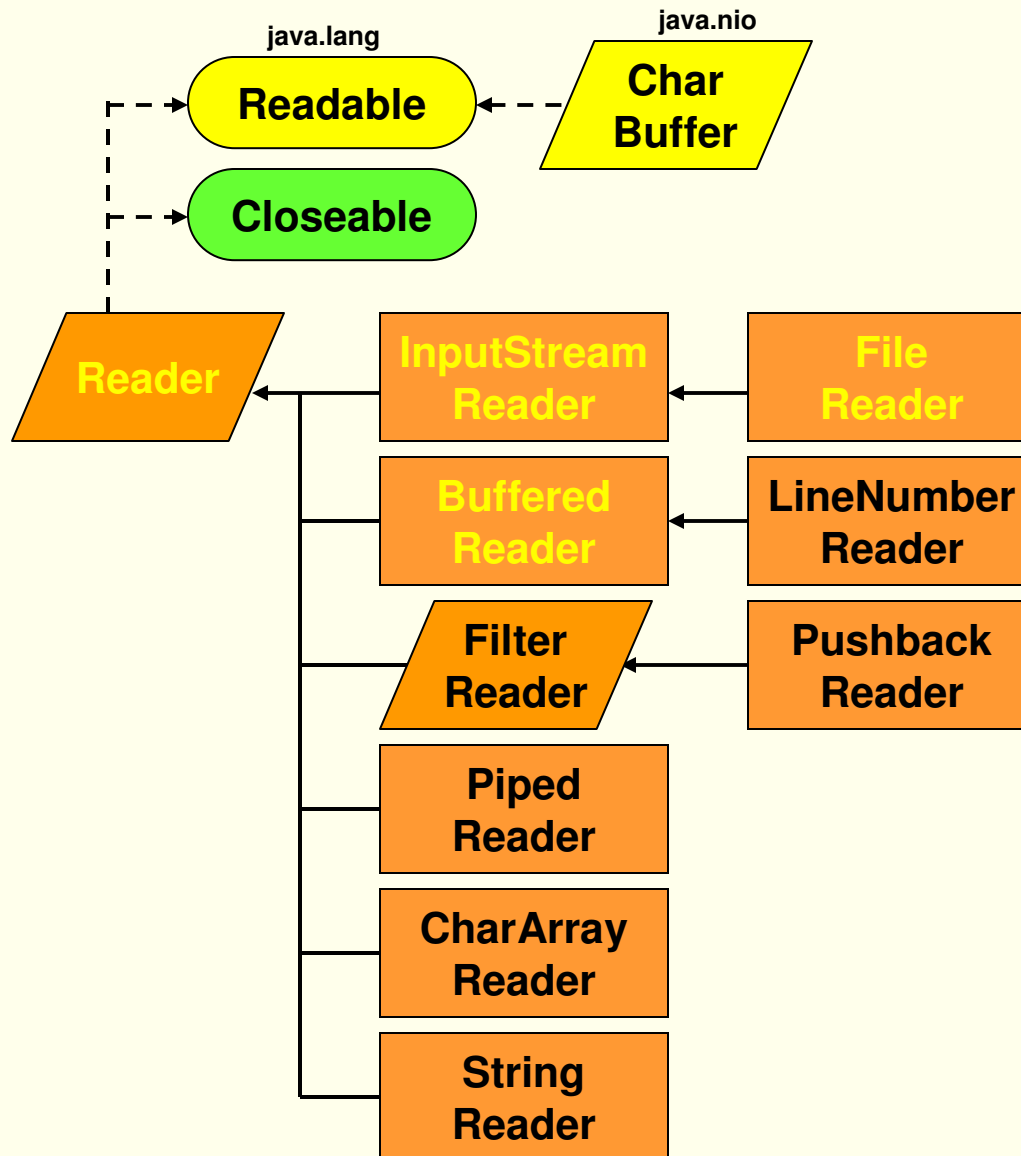 java.lang
java.nio
Readable
Char
Buffer
Closeable
Reader
InputStream
Reader
File
Reader
Buffered
Reader
LineNumber
Reader
Filter
Reader
Pushback
Reader
Piped
Reader
CharArray
Reader
String
Reader